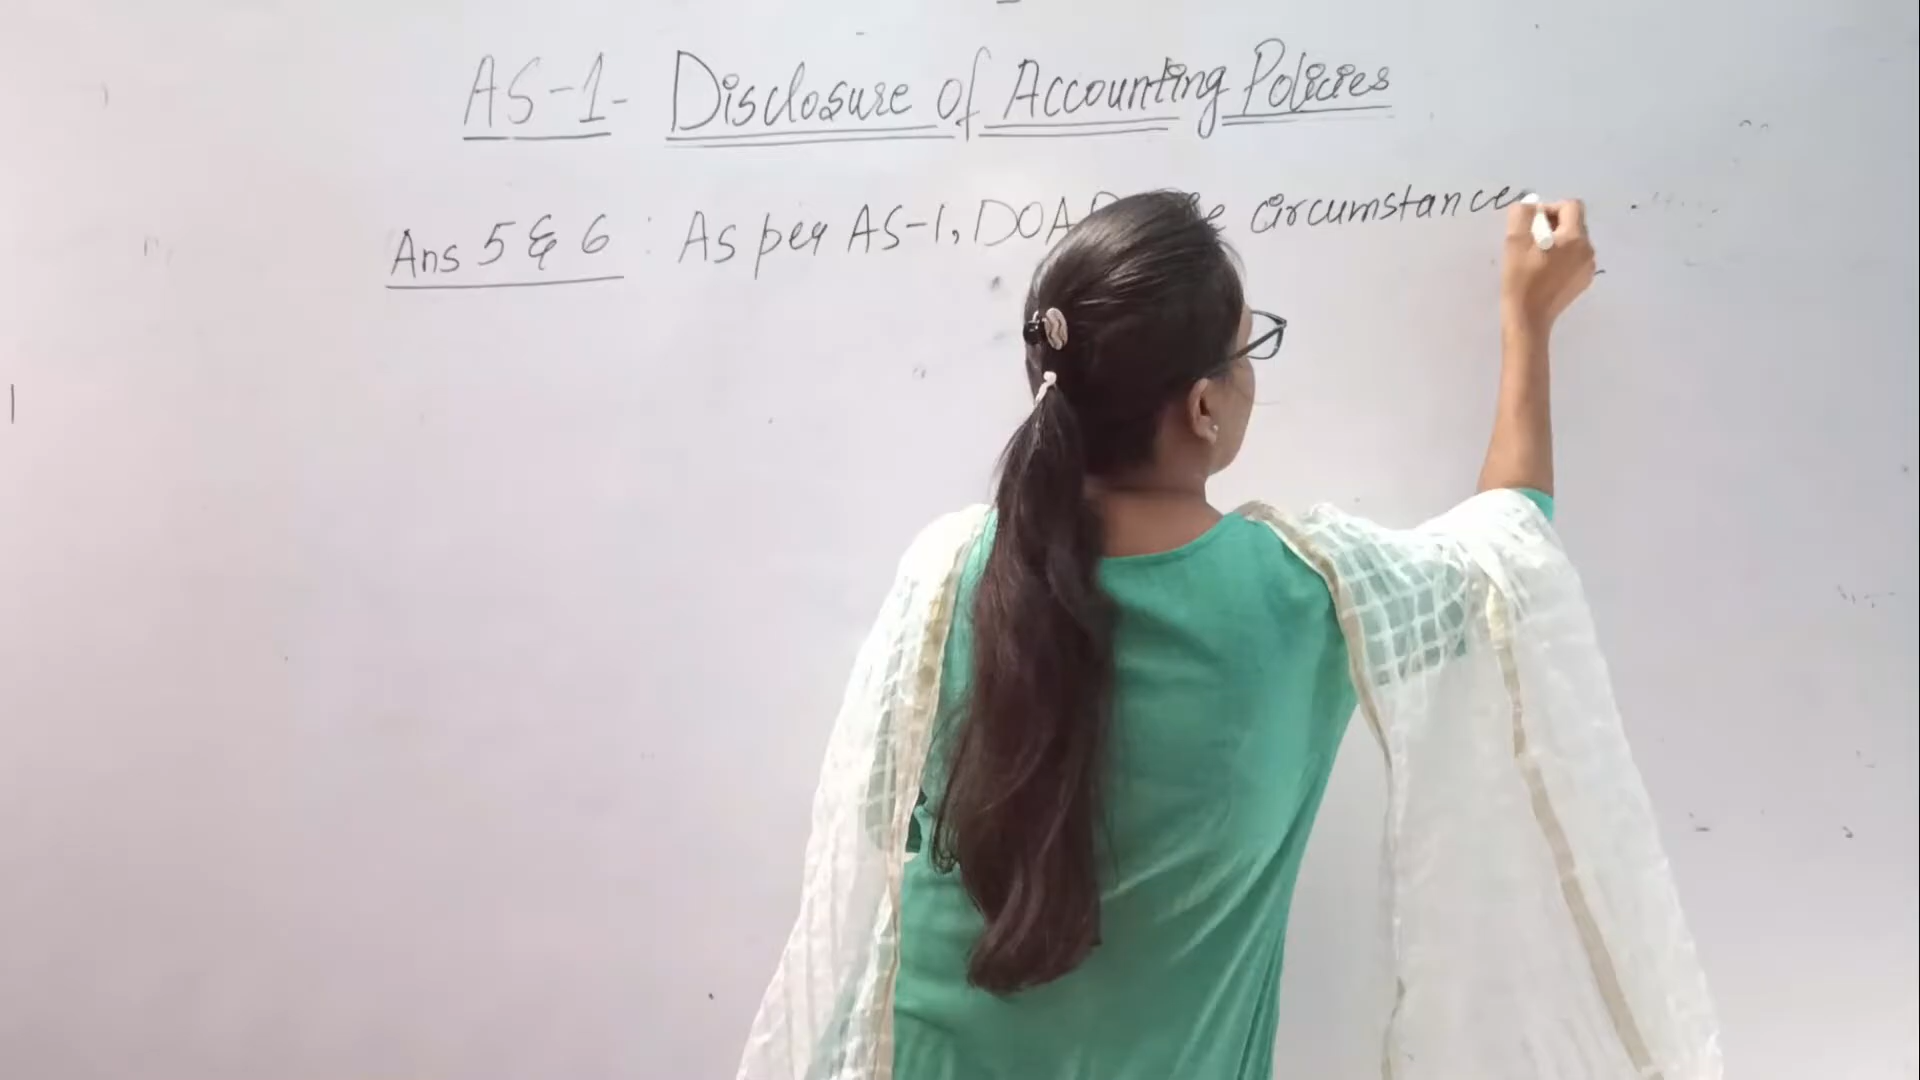 AS-1- Disclosure of Accounting Policies
Ans 5 & 6 : As per AS-1, DOA circumstance